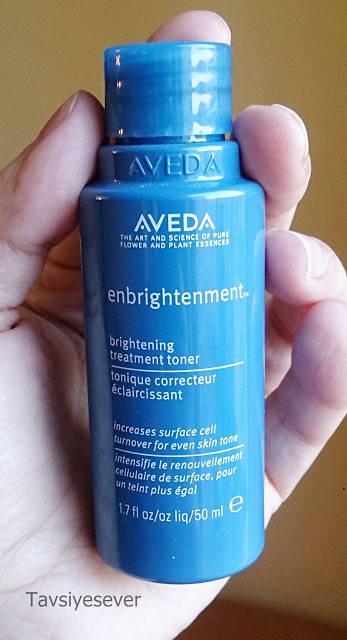 AVEDA
AVEDA
THE ART AND SCIENCE OF PURE
FLOWER AND PLANT ESSENCES
enbrightenment™
brightening
treatment toner
tonique correcteur
éclaircissant
increases surface cell
turnover for even skin tone
intensifie le renouvellement
cellulaire de surface, pour
un teint plus égal
1.7 fl oz/oz liq/50 ml e
Tavsiyesever